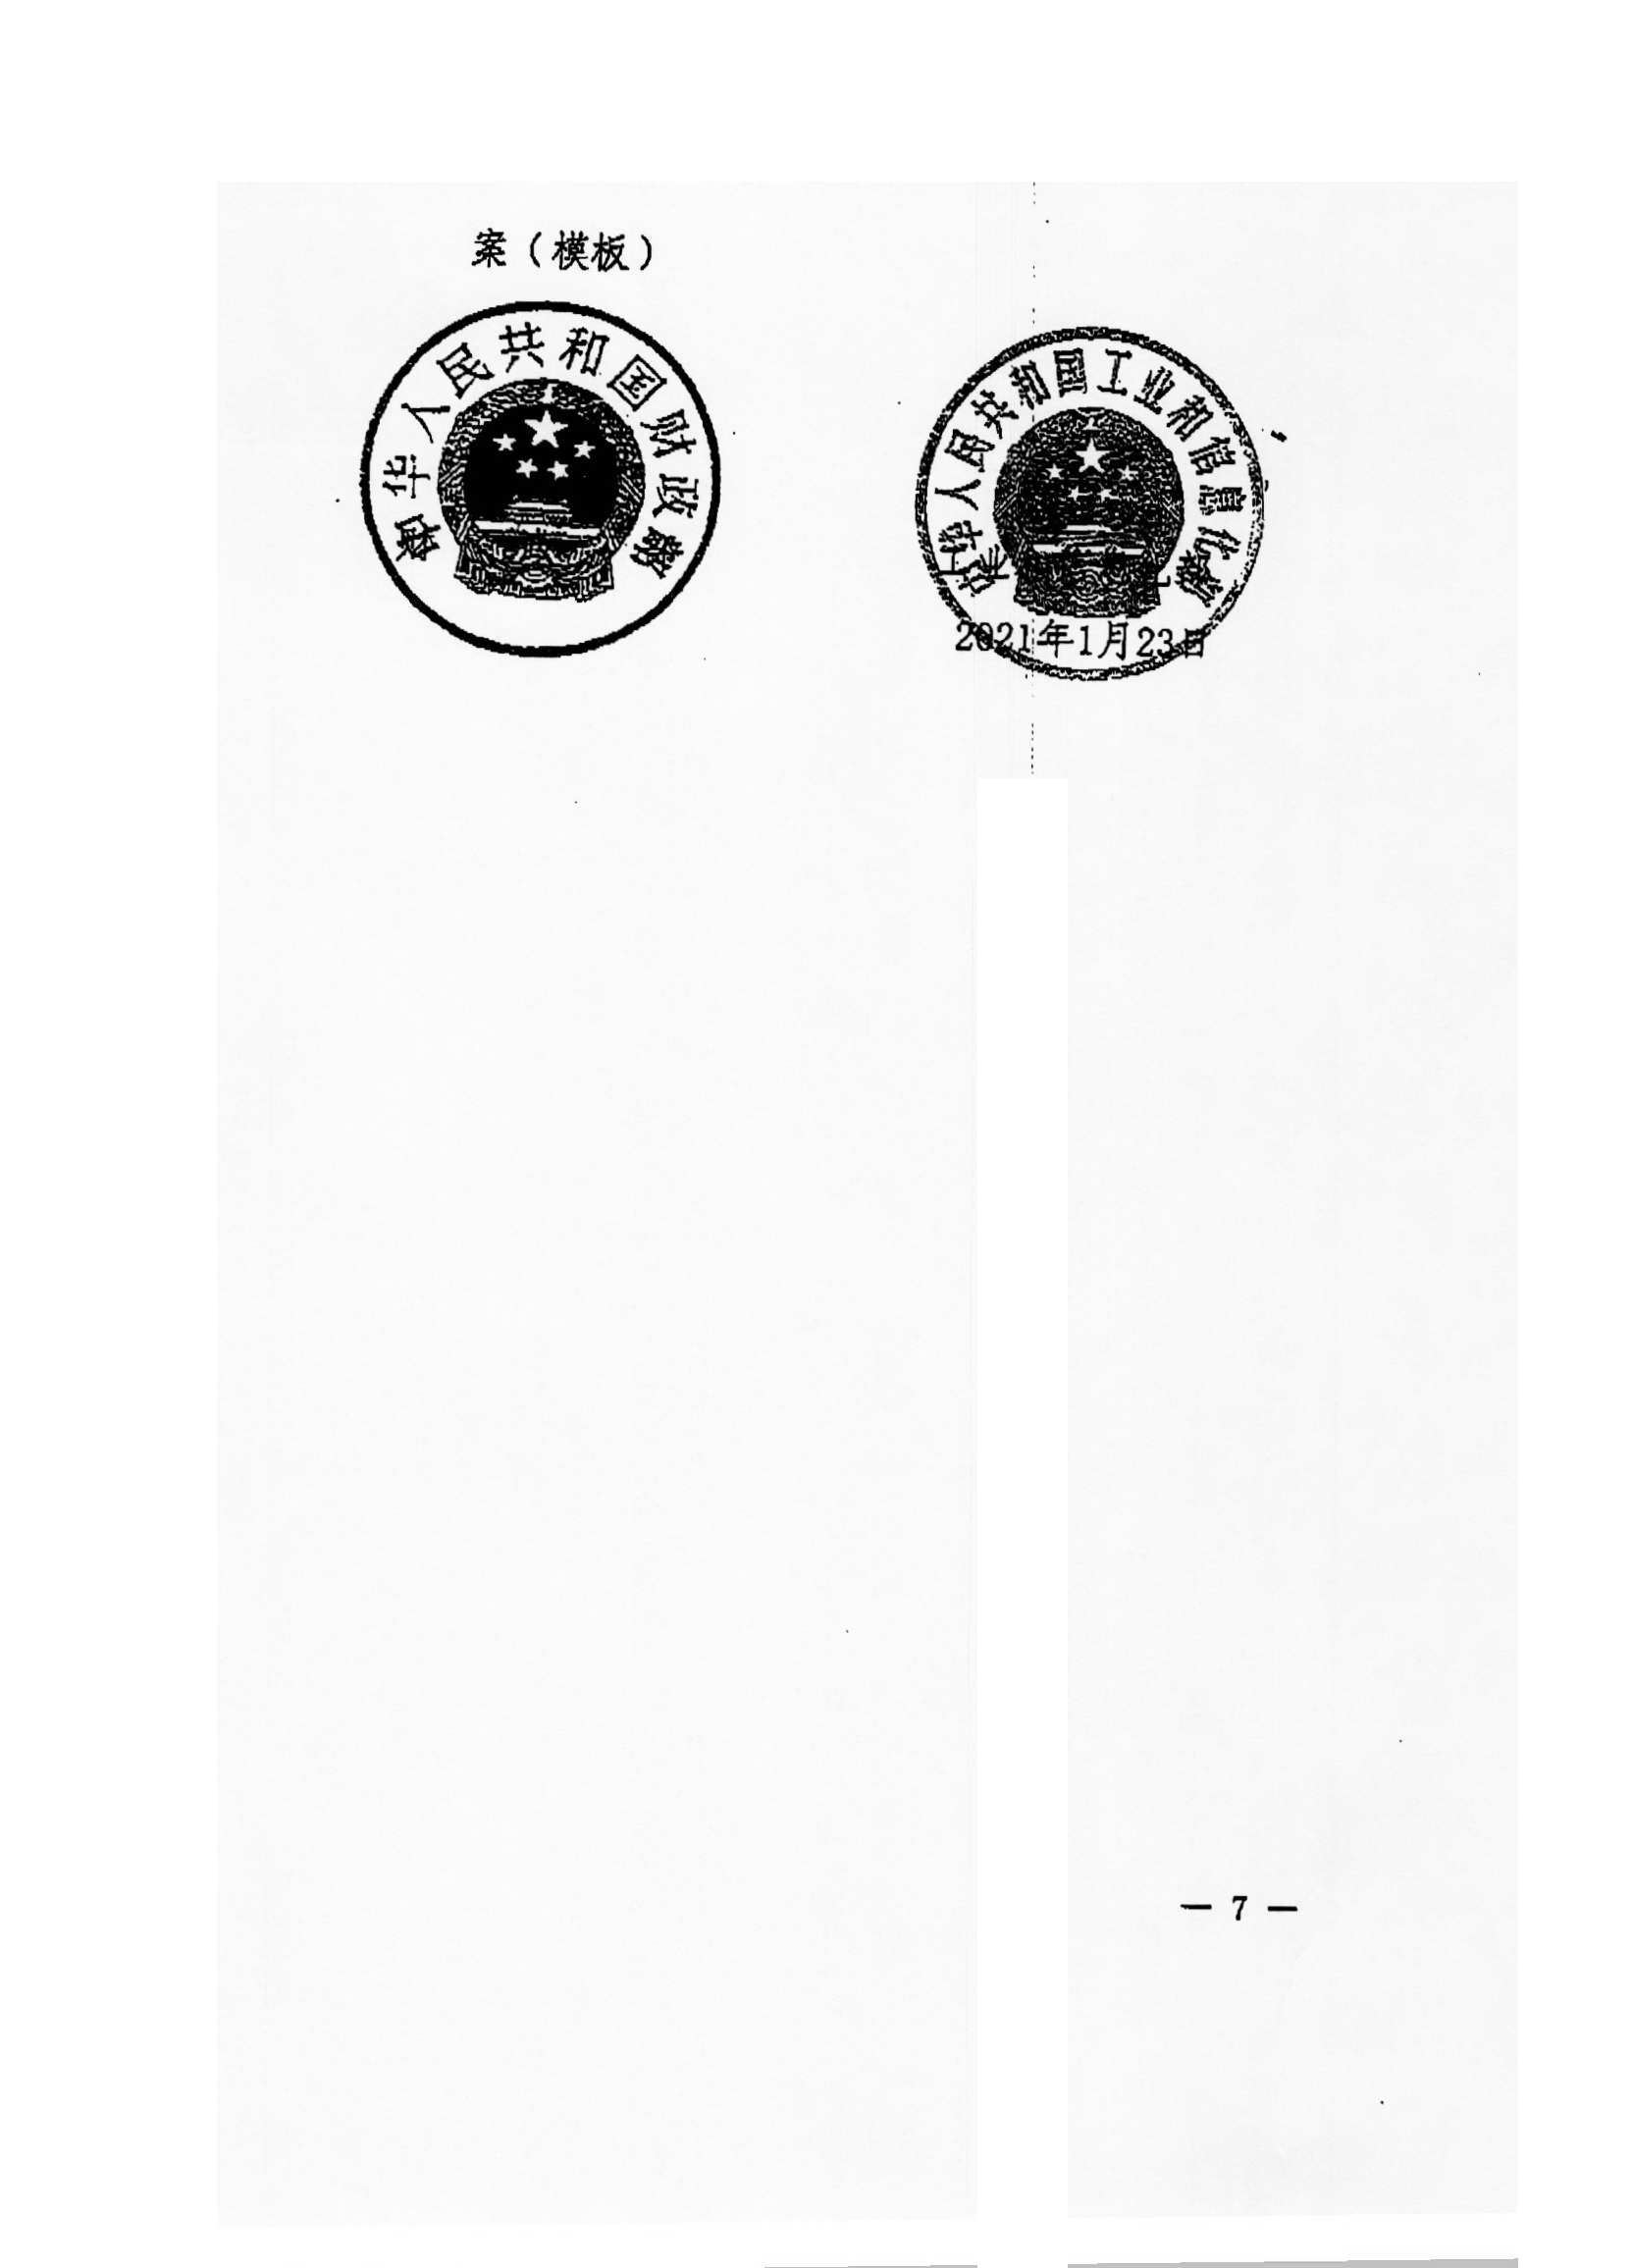 案（模板）
中华人民共和国财政部
中华人民共和国工业和信息化部
2021年1月23日
— 7 —